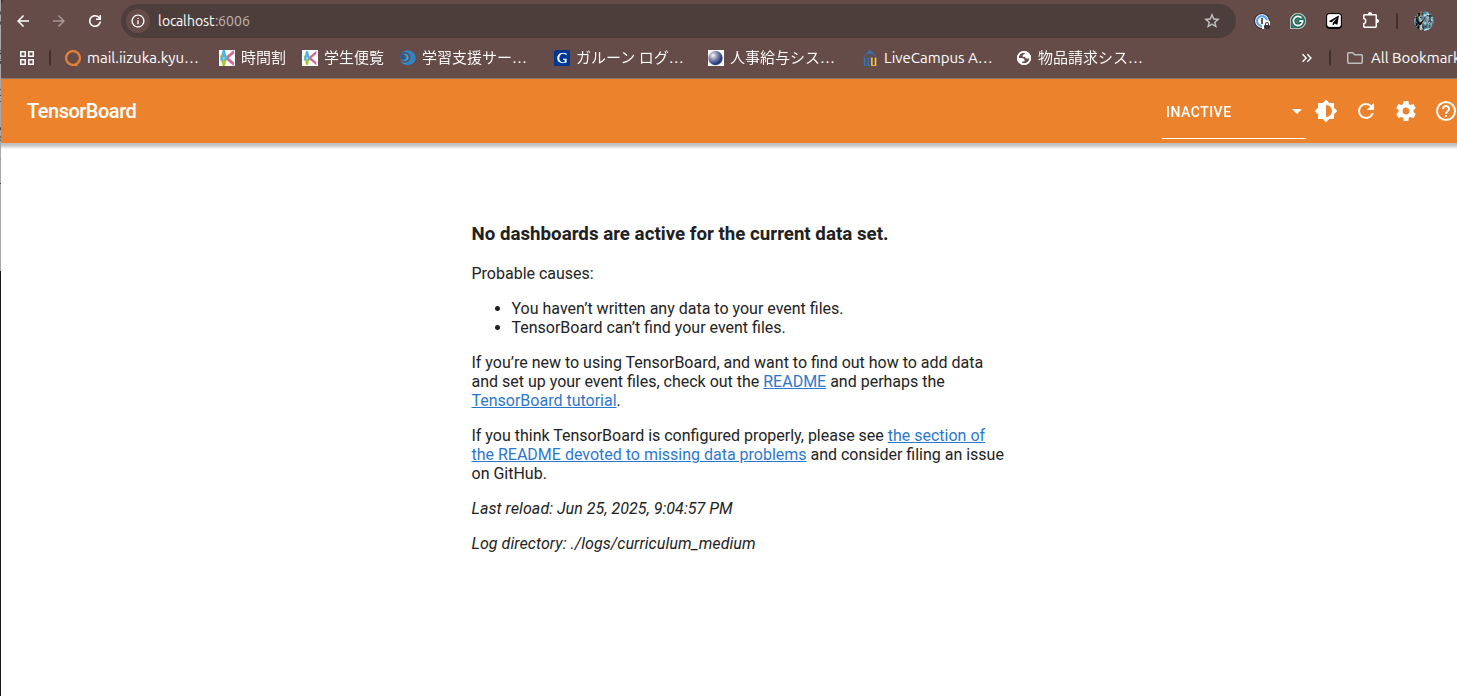 localhost:6006
mail.iizuka.kyu... 時間割 学生便覧 学習支援サー... G ガルーン ログ... 人事給与シス... LiveCampus A... 物品請求シス... » All Bookmark
TensorBoard INACTIVE
No dashboards are active for the current data set.
Probable causes:
• You haven’t written any data to your event files.
• TensorBoard can’t find your event files.
If you’re new to using TensorBoard, and want to find out how to add data
and set up your event files, check out the README and perhaps the
TensorBoard tutorial.
If you think TensorBoard is configured properly, please see the section of
the README devoted to missing data problems and consider filing an issue
on GitHub.
Last reload: Jun 25, 2025, 9:04:57 PM
Log directory: ./logs/curriculum_medium